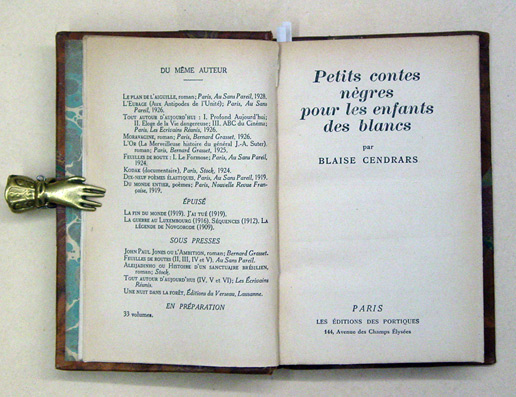 DU MÊME AUTEUR
LE PLAN DE L'AIGUILLE, roman; Paris, Au Sans Pareil, 1928.
L'EUBAGE (Aux Antipodes de l'Unité); Paris, Au Sans
Pareil, 1926.
TOUT AUTOUR D'AUJOURD'HUI : I. Profond Aujourd'hui;
II. Eloge de la Vie dangereuse; III. ABC du Cinéma;
Paris. Les Ecrivains Réunis, 1926.
MORAVAGINE, roman; Paris, Bernard Grasset, 1926.
L'OR (La Merveilleuse histoire du général J.-A. Suter).
roman; Paris, Bernard Grasset, 1925.
FEUILLES DE ROUTE : I. Le Formose; Paris, Au Sans Pareil,
1924.
KODAK (documentaire), Paris, Stock, 1924.
DIX-NEUF POÈMES ÉLASTIQUES, Paris, Au Sans Pareil, 1919.
DU MONDE ENTIER, poèmes; Paris, Nouvelle Revue Fran-
çaise, 1919.
ÉPUISÉ
LA FIN DU MONDE (1919). J'AI TUÉ (1919).
LA GUERRE AU LUXEMBOURG (1916). SÉQUENCES (1912). LA
LÉGENDE DE NOVGORODE (1909).
SOUS PRESSES
JOHN PAUL JONES OU L'AMBITION, roman; Bernard Grasset.
FEUILLES DE ROUTES (II, III, IV et V), Au Sans Pareil.
ALEIJADINHO OU HISTOIRE D'UN SANCTUAIRE BRÉSILIEN,
roman; Stock.
TOUT AUTOUR D'AUJOURD'HUI (IV, V et VI); Les Ecrivains
Réunis.
UNE NUIT DANS LA FORÊT, Éditions du Verseau, Lausanne.
EN PRÉPARATION
33 volumes.
Petits contes
nègres
pour les enfants
des blancs
par
BLAISE CENDRARS
PARIS
LES ÉDITIONS DES PORTIQUES
144, Avenue des Champs Élysées